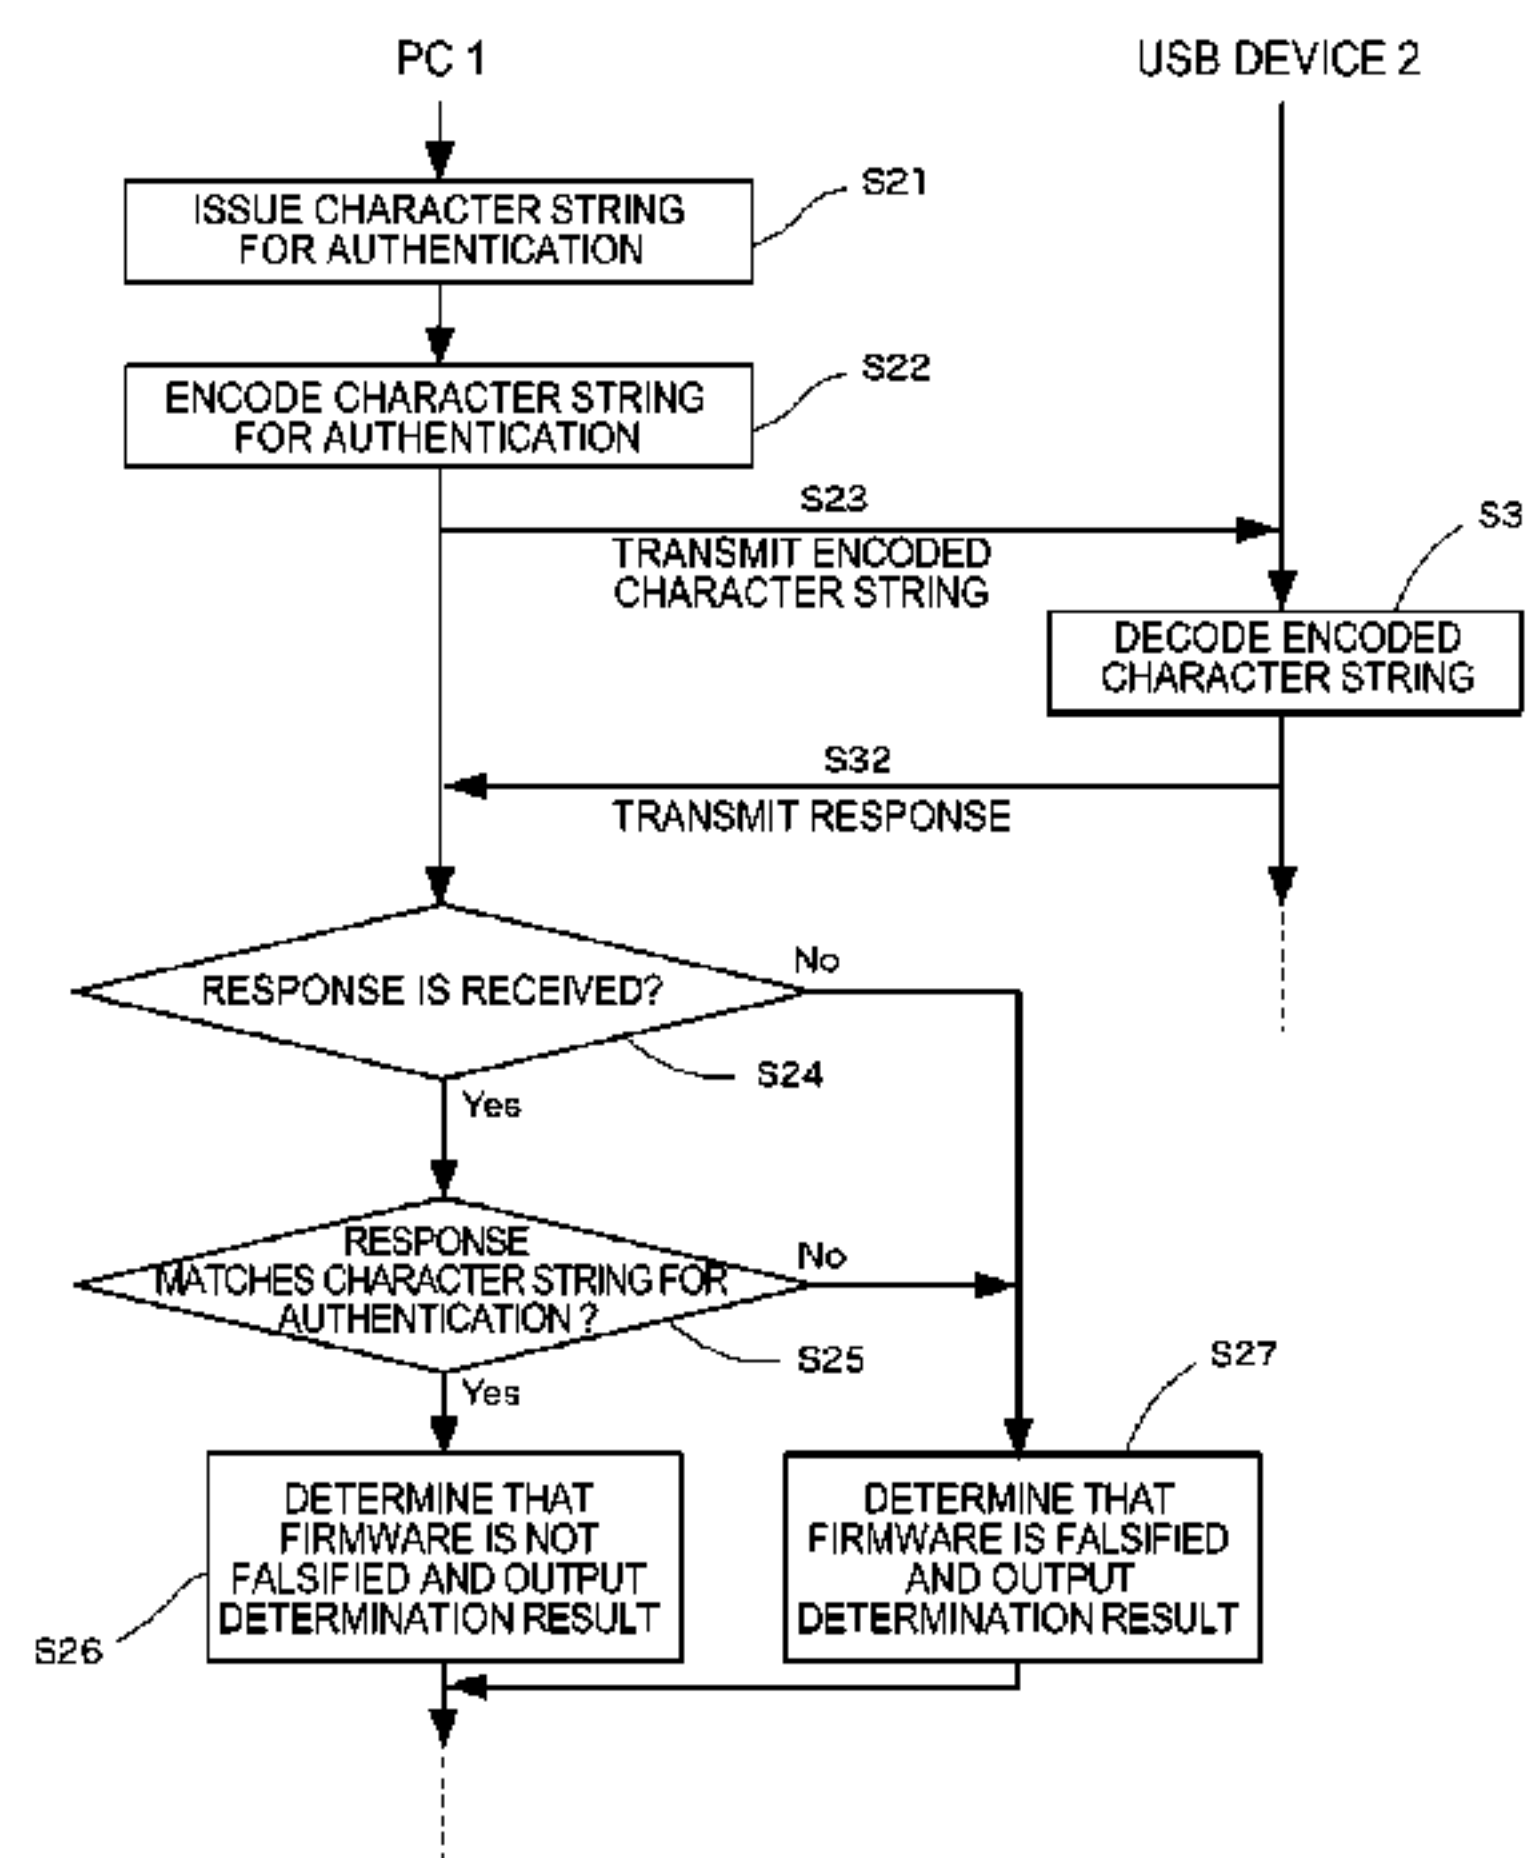 PC 1
USB DEVICE 2
S21
ISSUE CHARACTER STRING
FOR AUTHENTICATION
S22
ENCODE CHARACTER STRING
FOR AUTHENTICATION
S23
TRANSMIT ENCODED
CHARACTER STRING
S3
DECODE ENCODED
CHARACTER STRING
S32
TRANSMIT RESPONSE
RESPONSE IS RECEIVED?
No
S24
Yes
RESPONSE
MATCHES CHARACTER STRING FOR
AUTHENTICATION ?
No
S25
Yes
S27
DETERMINE THAT
FIRMWARE IS NOT
FALSIFIED AND OUTPUT
DETERMINATION RESULT
S26
DETERMINE THAT
FIRMWARE IS FALSIFIED
AND OUTPUT
DETERMINATION RESULT